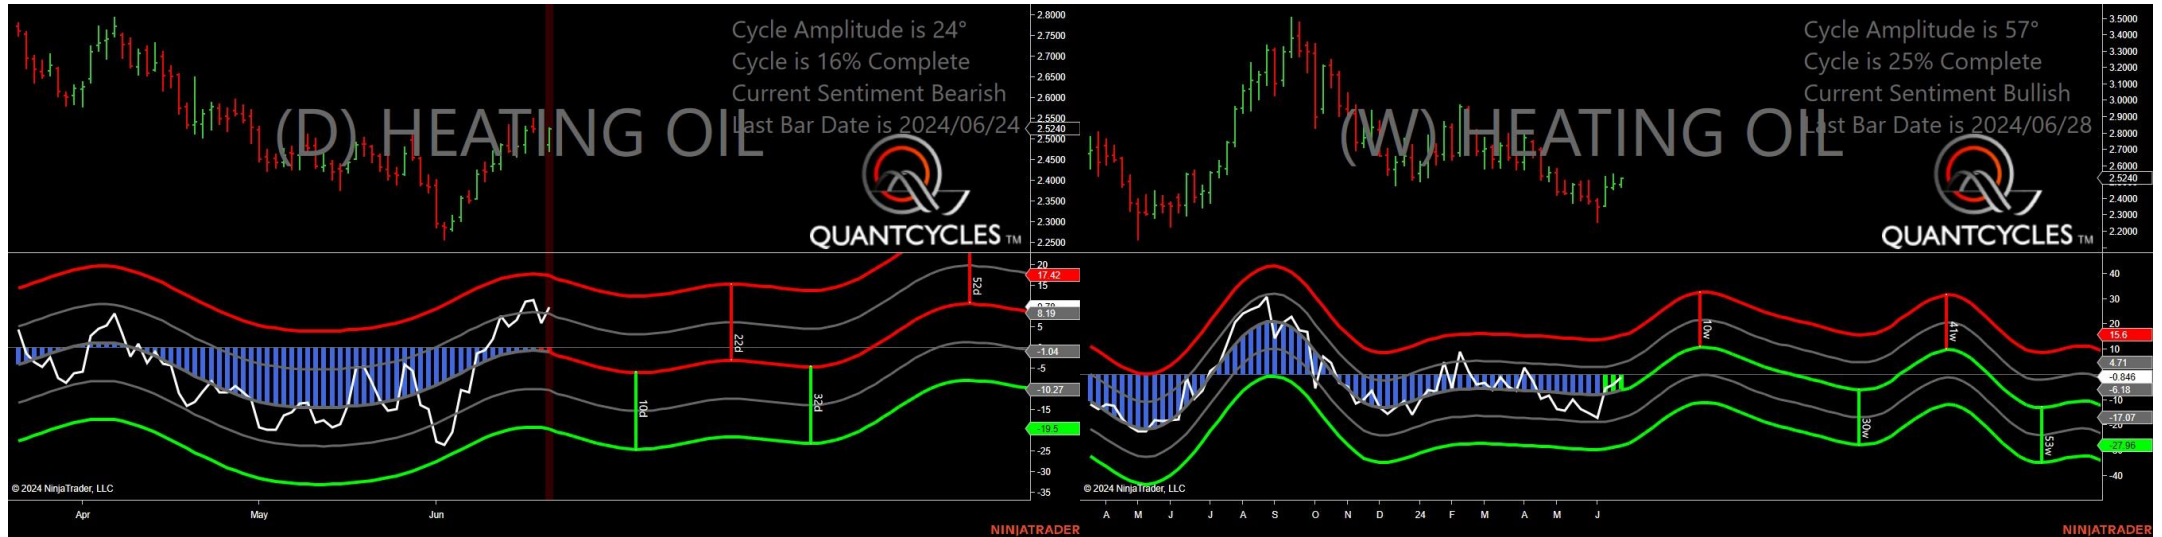 Cycle Amplitude is 24°
Cycle is 16% Complete
Current Sentiment Bearish
Last Bar Date is 2024/06/24
(D) HEATING OIL
QUANTCYCLES TM
2.8000
2.7500
2.7000
2.6500
2.6000
2.5500
2.5240
2.5000
2.4500
2.4000
2.3500
2.3000
2.2500
20
17.42
15
8.19
5
-1.04
-5
-10.27
-15
-19.5
-25
-30
-35
10d
22d
32d
52d
© 2024 NinjaTrader, LLC
Apr
May
Jun
NINJATRADER
Cycle Amplitude is 57°
Cycle is 25% Complete
Current Sentiment Bullish
Last Bar Date is 2024/06/28
(W) HEATING OIL
QUANTCYCLES TM
3.5000
3.4000
3.3000
3.2000
3.1000
3.0000
2.9000
2.8000
2.7000
2.6000
2.5240
2.4000
2.3000
2.2000
40
30
20
15.6
10
4.71
-0.846
-6.18
-10
-17.07
-20
-27.96
-40
10w
30w
41w
53w
© 2024 NinjaTrader, LLC
A M J J A S O N D 24 F M A M J
NINJATRADER